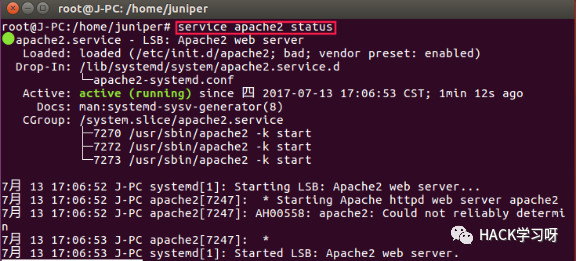 root@J-PC: /home/juniper
root@J-PC:/home/juniper# service apache2 status
●apache2.service - LSB: Apache2 web server
Loaded: loaded (/etc/init.d/apache2; bad; vendor preset: enabled)
Drop-In: /lib/systemd/system/apache2.service.d
└─apache2-systemd.conf
Active: active (running) since 四 2017-07-13 17:06:53 CST; 1min 12s ago
Docs: man:systemd-sysv-generator(8)
CGroup: /system.slice/apache2.service
├─7270 /usr/sbin/apache2 -k start
├─7272 /usr/sbin/apache2 -k start
└─7273 /usr/sbin/apache2 -k start
7月 13 17:06:52 J-PC systemd[1]: Starting LSB: Apache2 web server...
7月 13 17:06:52 J-PC apache2[7247]:  * Starting Apache httpd web server apache2
7月 13 17:06:52 J-PC apache2[7247]: AH00558: apache2: Could not reliably determi
n
7月 13 17:06:53 J-PC apache2[7247]:  *
7月 13 17:06:53 J-PC systemd[1]: Started LSB: Apache2 web server.
HACK学习呀